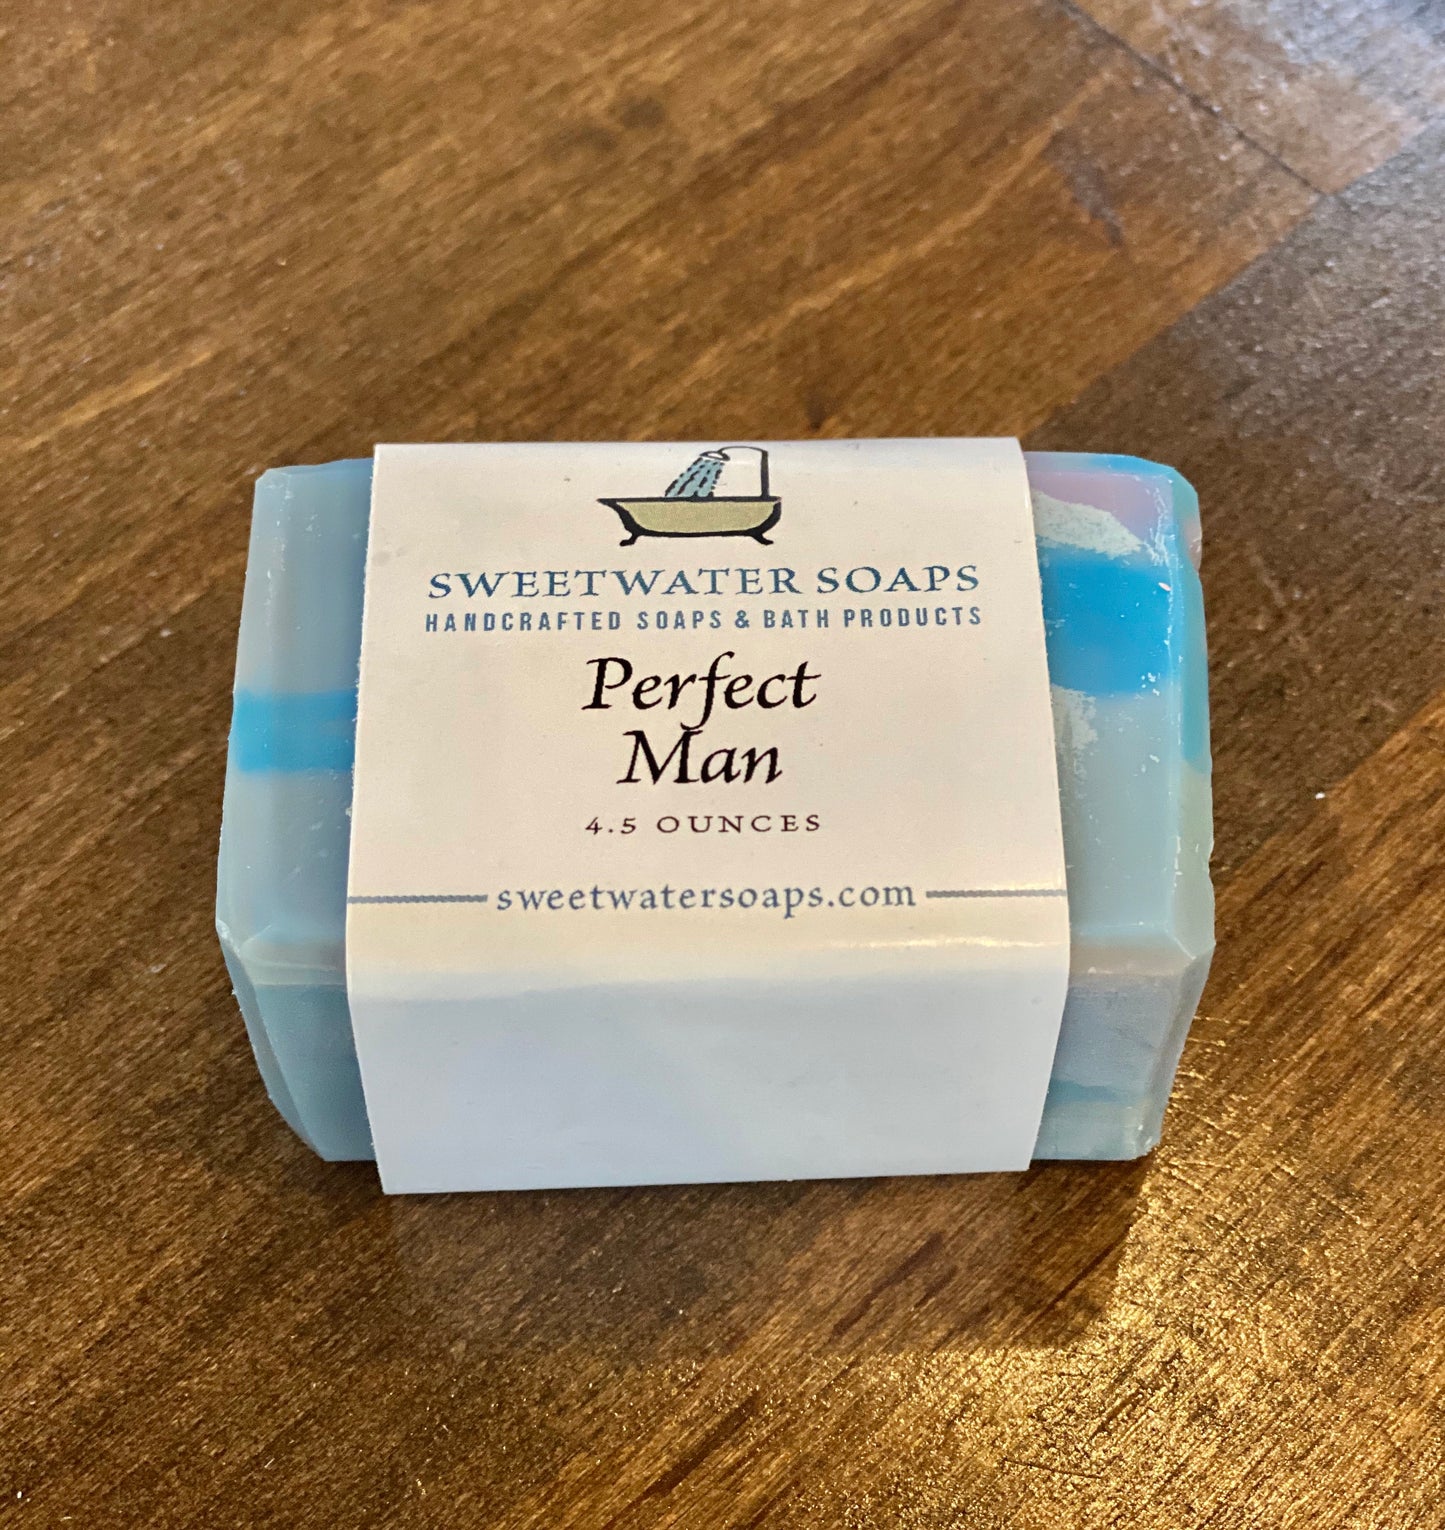 SWEETWATER SOAPS
HANDCRAFTED SOAPS & BATH PRODUCTS
Perfect
Man
4.5 OUNCES
sweetwatersoaps.com